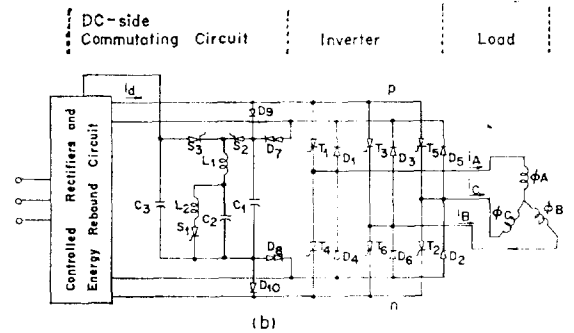 DC-side
Commutating Circuit
Inverter
Load
Controlled Rectifiers and
Energy Rebound Circuit
id
p
D9
S3
S2
D7
L1
T1
D1
T3
D3
T5
D5
iA
φA
L2
C3
C2
C1
S1
iC
φC
φB
iB
D8
T4
D4
T6
D6
T2
D2
D10
n
(b)